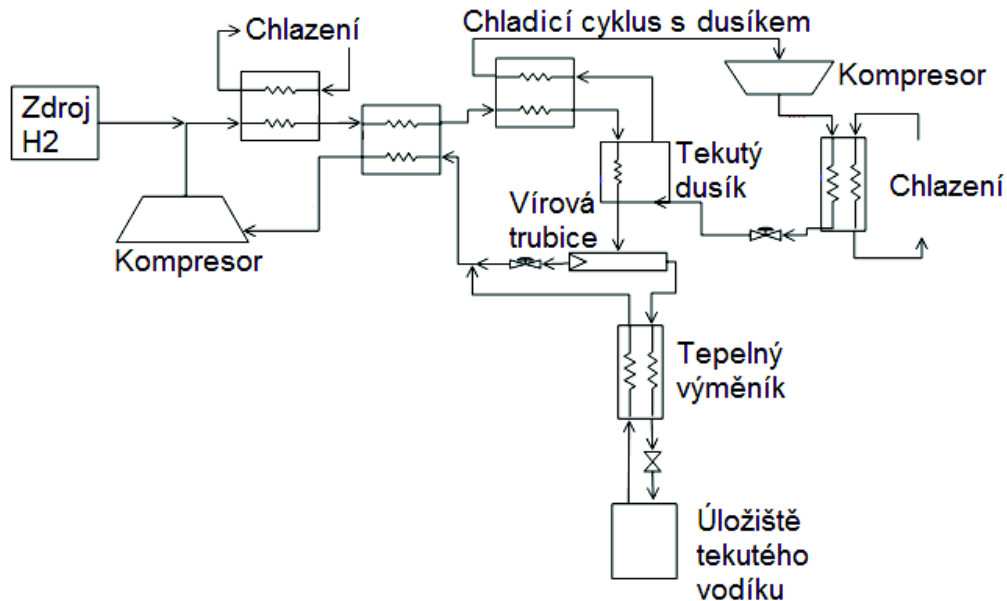 Chlazení
Chladicí cyklus s dusíkem
Kompresor
Zdroj
H2
Tekutý
dusík
Chlazení
Vírová
trubice
Kompresor
Tepelný
výměník
Úložiště
tekutého
vodíku